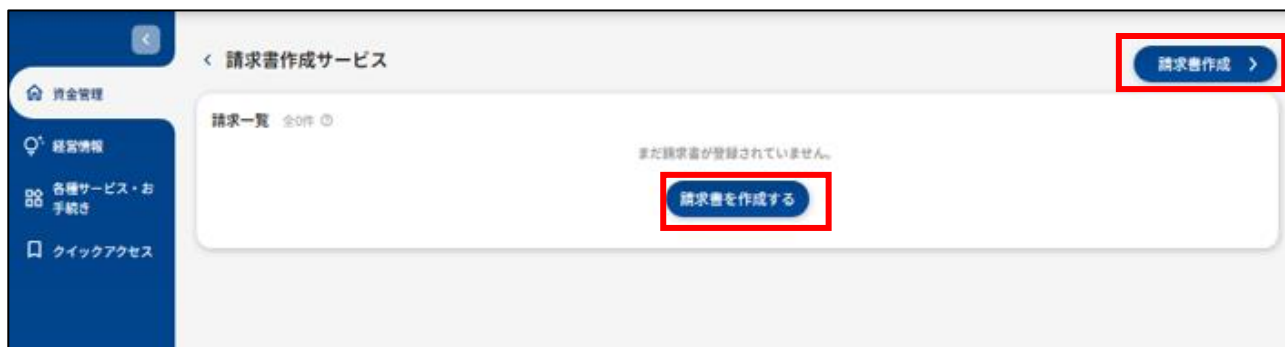 請求書作成サービス
請求書作成
資金管理
経営情報
各種サービス・お
手続き
クイックアクセス
請求一覧 全0件
まだ請求書が登録されていません。
請求書を作成する